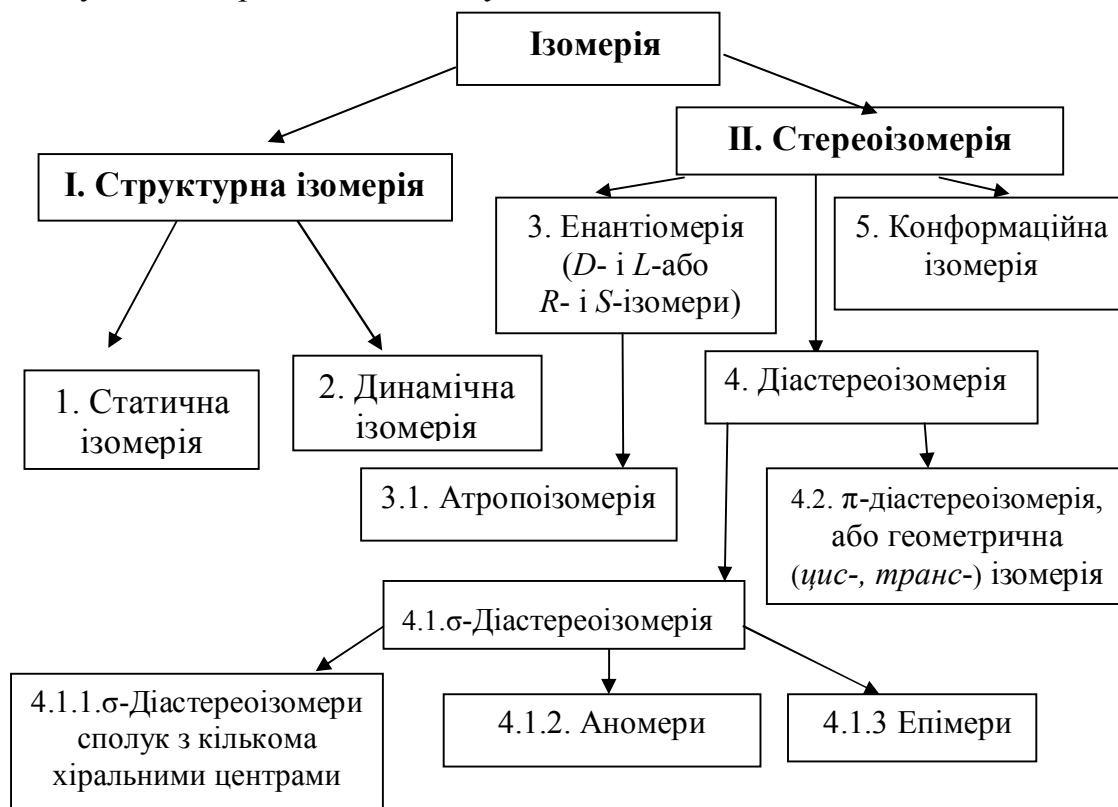 Ізомерія
ІІ. Стереоізомерія
І. Структурна ізомерія
3. Енантіомерія
(D- і L-або
R- і S-ізомери)
5. Конформаційна
ізомерія
1. Статична
ізомерія
2. Динамічна
ізомерія
4. Діастереоізомерія
3.1. Атропоізомерія
4.2. π-діастереоізомерія,
або геометрична
(цис-, транс-) ізомерія
4.1.σ-Діастереоізомерія
4.1.1.σ-Діастереоізомери
сполук з кількома
хіральними центрами
4.1.2. Аномери
4.1.3 Епімери